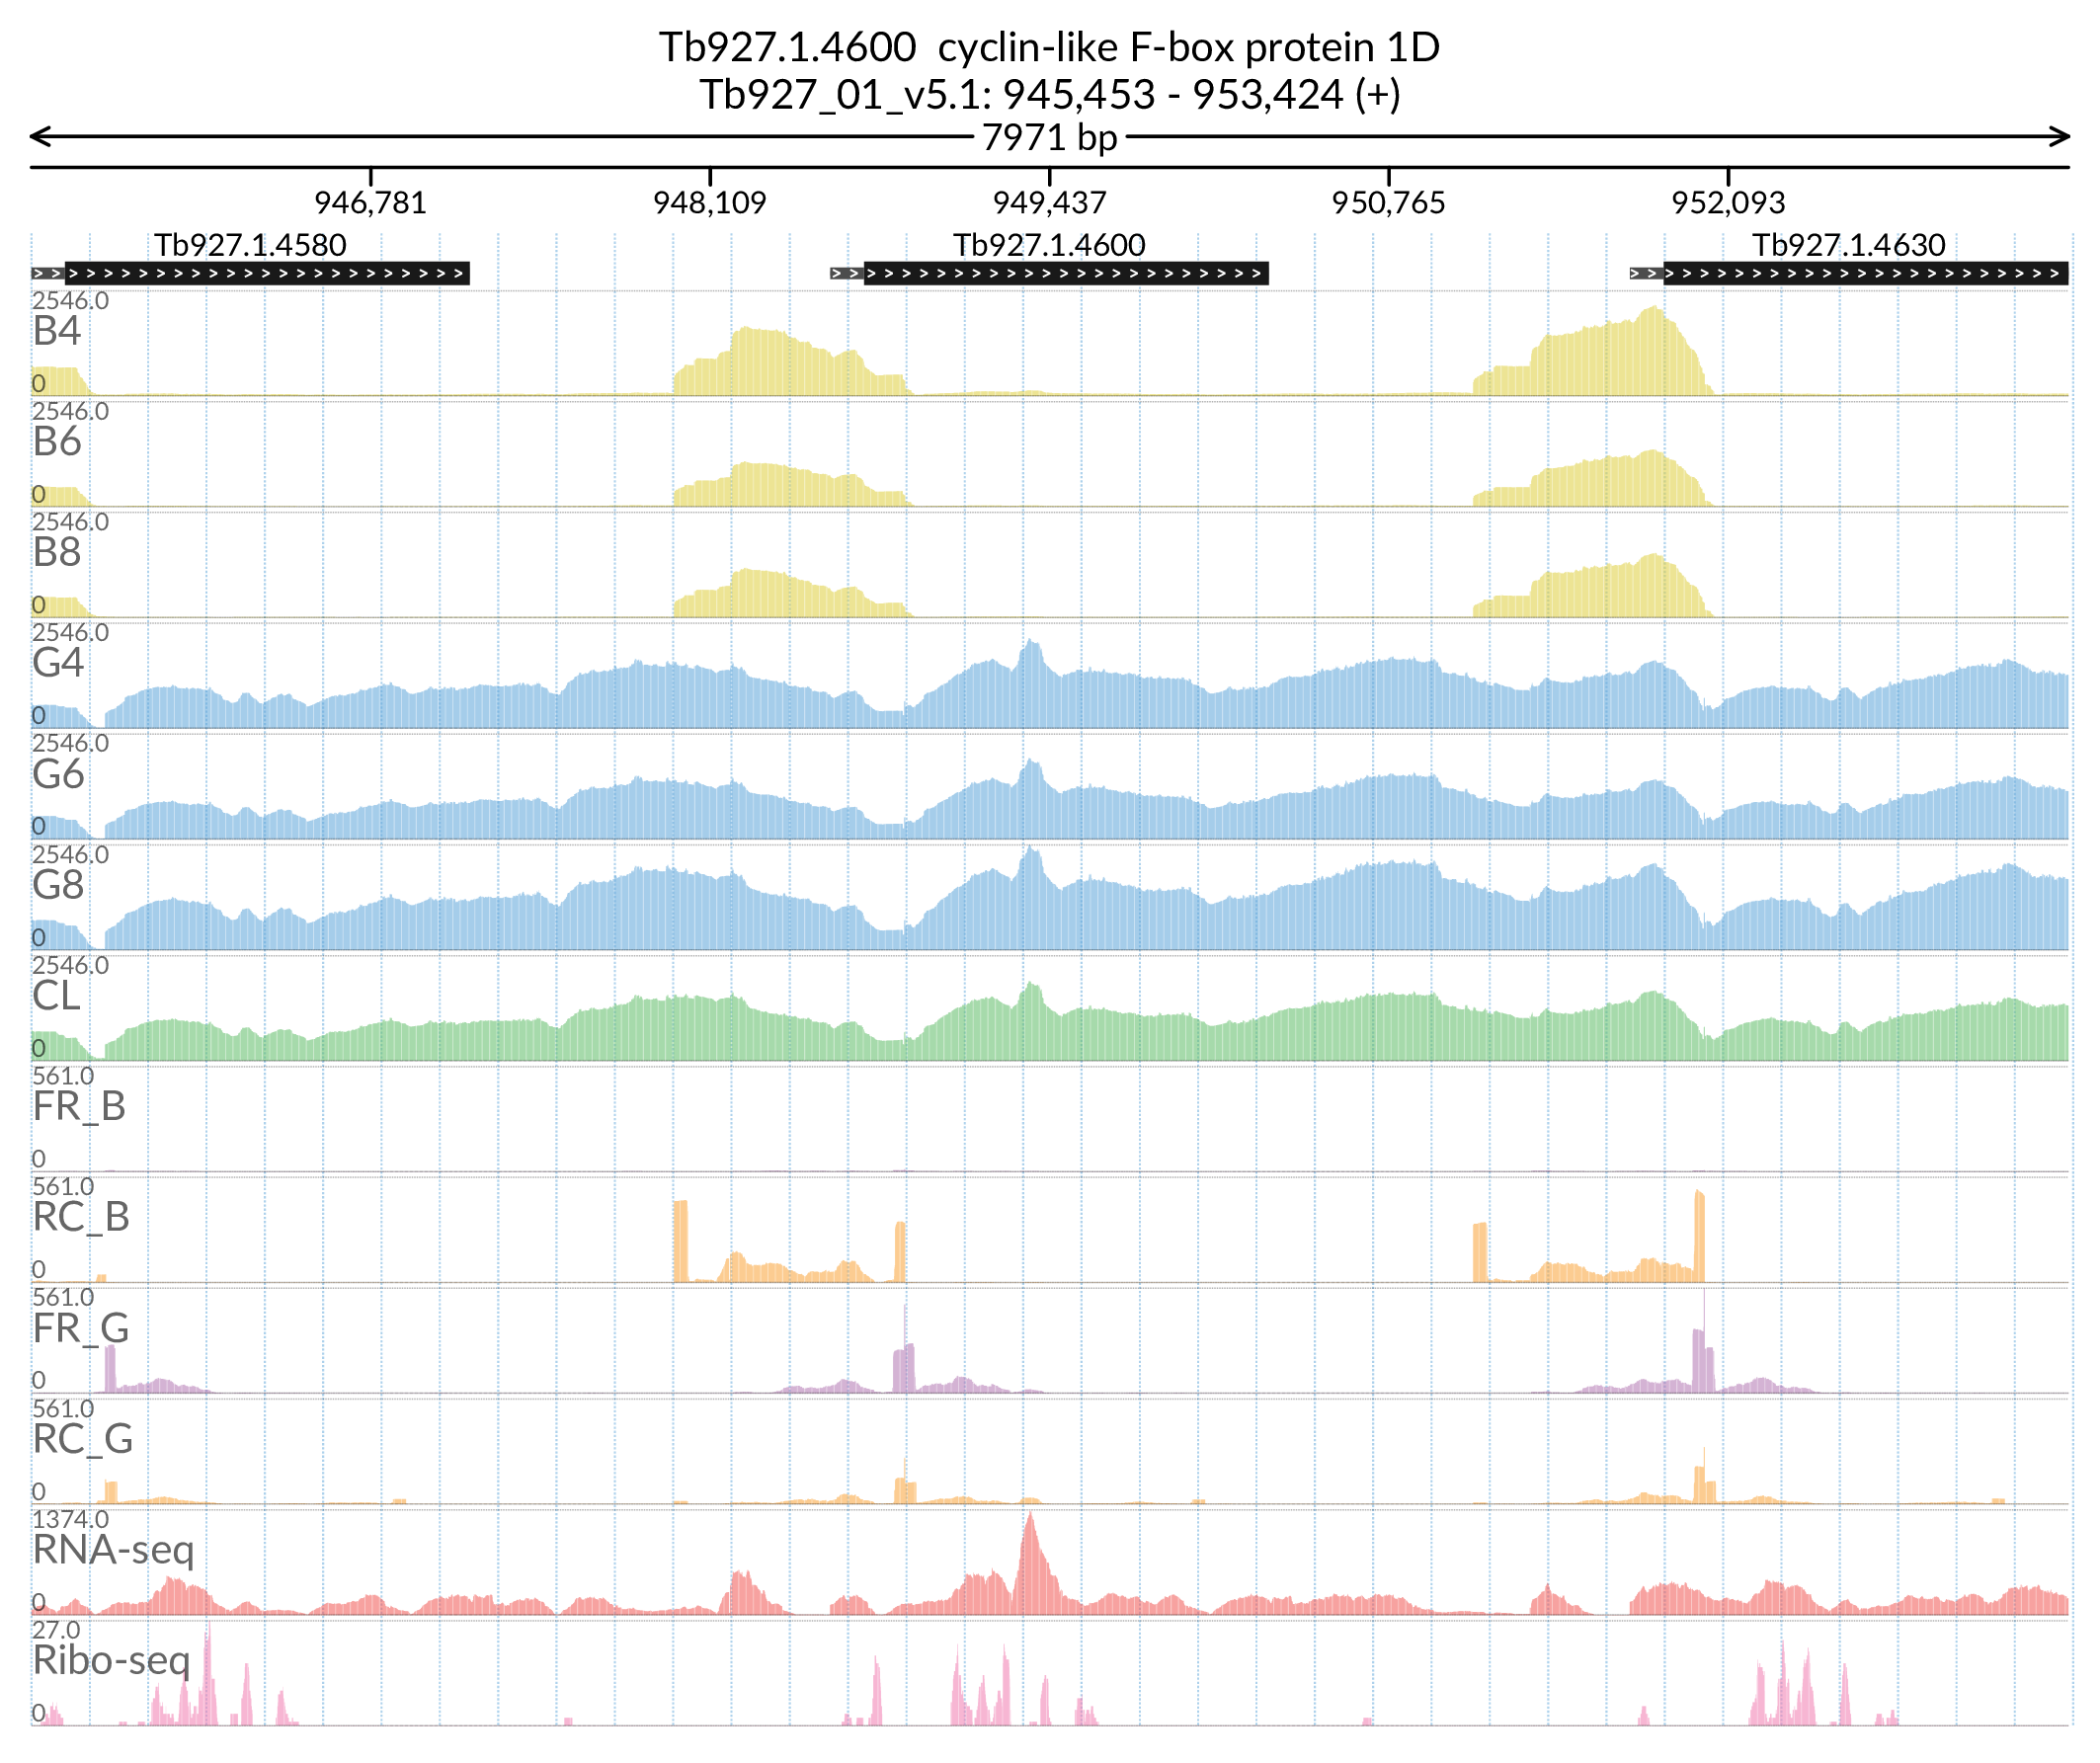 Tb927.1.4600 cyclin-like F-box protein 1D
Tb927_01_v5.1: 945,453 - 953,424 (+)
7971 bp
946,781 948,109 949,437 950,765 952,093
Tb927.1.4580 Tb927.1.4600 Tb927.1.4630
2546.0
B4
0
2546.0
B6
0
2546.0
B8
0
2546.0
G4
0
2546.0
G6
0
2546.0
G8
0
2546.0
CL
0
561.0
FR_B
0
561.0
RC_B
0
561.0
FR_G
0
561.0
RC_G
0
1374.0
RNA-seq
0
27.0
Ribo-seq
0